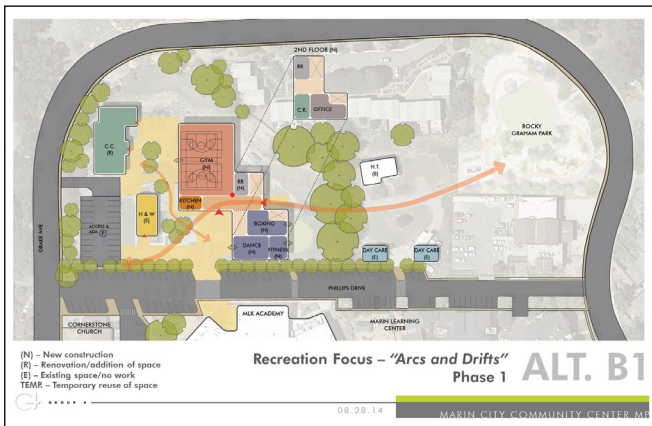 2ND FLOOR (N)
RR
C.R.
OFFICE
ROCKY
GRAHAM PARK
C.C.
(R)
GYM
(N)
H.T.
(E)
RR
(N)
KITCHEN
(N)
H & W
(E)
BOXING
(N)
ACCESS &
ADA P
DANCE
(N)
FITNESS
(N)
DAY CARE
(E)
DAY CARE
(E)
DRAKE AVE.
PHILLIPS DRIVE
MLK ACADEMY
CORNERSTONE
CHURCH
MARIN LEARNING
CENTER
(N) – New construction
(R) – Renovation/addition of space
(E) – Existing space/no work
TEMP. – Temporary reuse of space
Recreation Focus – "Arcs and Drifts"
Phase 1
ALT. B1
GROUP 4
08.28.14
MARIN CITY COMMUNITY CENTER MP